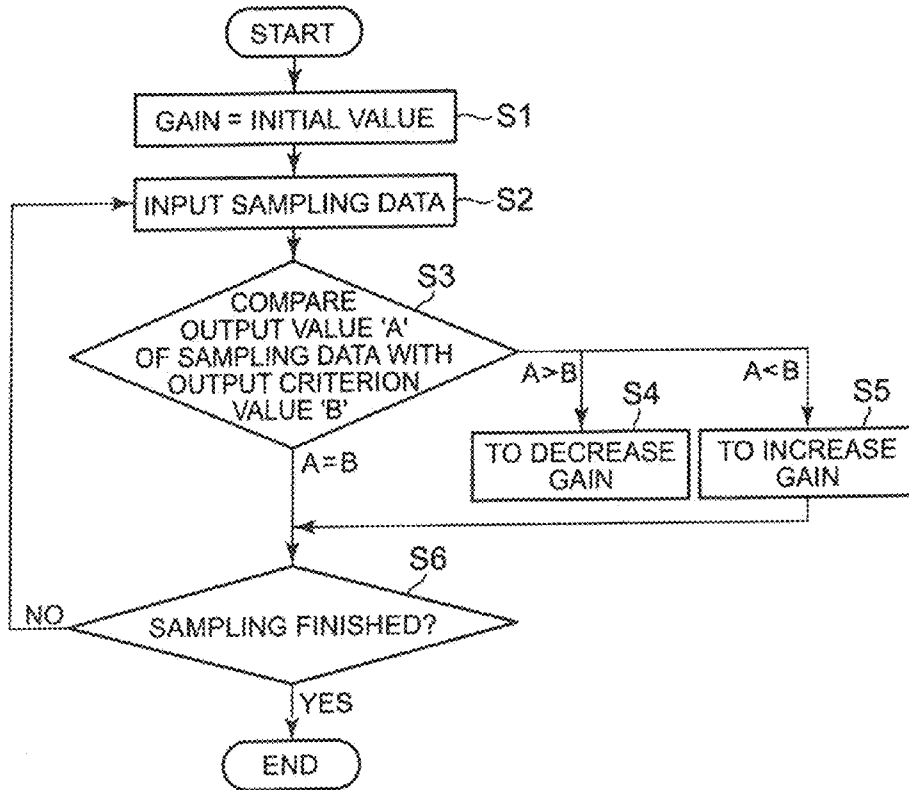 START
GAIN = INITIAL VALUE
S1
INPUT SAMPLING DATA
S2
S3
COMPARE
OUTPUT VALUE 'A'
OF SAMPLING DATA WITH
OUTPUT CRITERION
VALUE 'B'
A>B
A<B
S4
S5
TO DECREASE
GAIN
TO INCREASE
GAIN
A=B
S6
NO
SAMPLING FINISHED?
YES
END